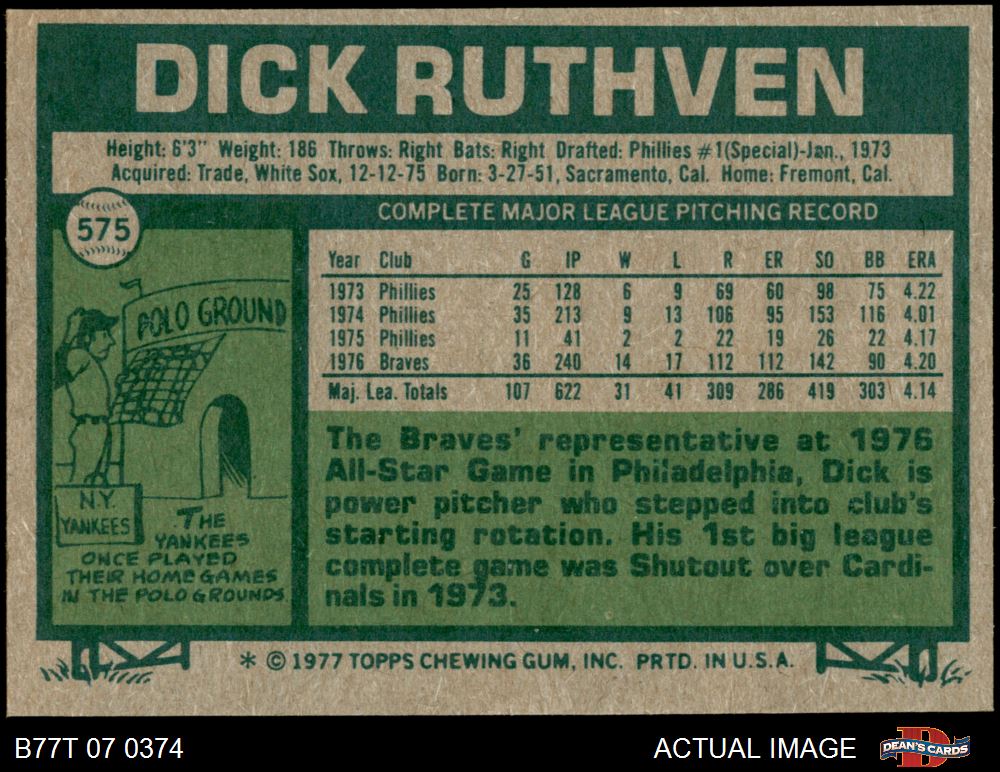 DICK RUTHVEN
Height: 6'3" Weight: 186 Throws: Right Bats: Right Drafted: Phillies #1(Special)-Jan., 1973
Acquired: Trade, White Sox, 12-12-75 Born: 3-27-51, Sacramento, Cal. Home: Fremont, Cal.
575
COMPLETE MAJOR LEAGUE PITCHING RECORD
Year Club G IP W L R ER SO BB ERA
1973 Phillies 25 128 6 9 69 60 98 75 4.22
1974 Phillies 35 213 9 13 106 95 153 116 4.01
1975 Phillies 11 41 2 2 22 19 26 22 4.17
1976 Braves 36 240 14 17 112 112 142 90 4.20
Maj. Lea. Totals 107 622 31 41 309 286 419 303 4.14
POLO GROUND
N.Y.
YANKEES
THE
YANKEES
ONCE PLAYED
THEIR HOME GAMES
IN THE POLO GROUNDS.
The Braves' representative at 1976
All-Star Game in Philadelphia, Dick is
power pitcher who stepped into club's
starting rotation. His 1st big league
complete game was Shutout over Cardi-
nals in 1973.
* © 1977 TOPPS CHEWING GUM, INC. PRTD. IN U.S.A.
B77T 07 0374
ACTUAL IMAGE
DEAN'S CARDS